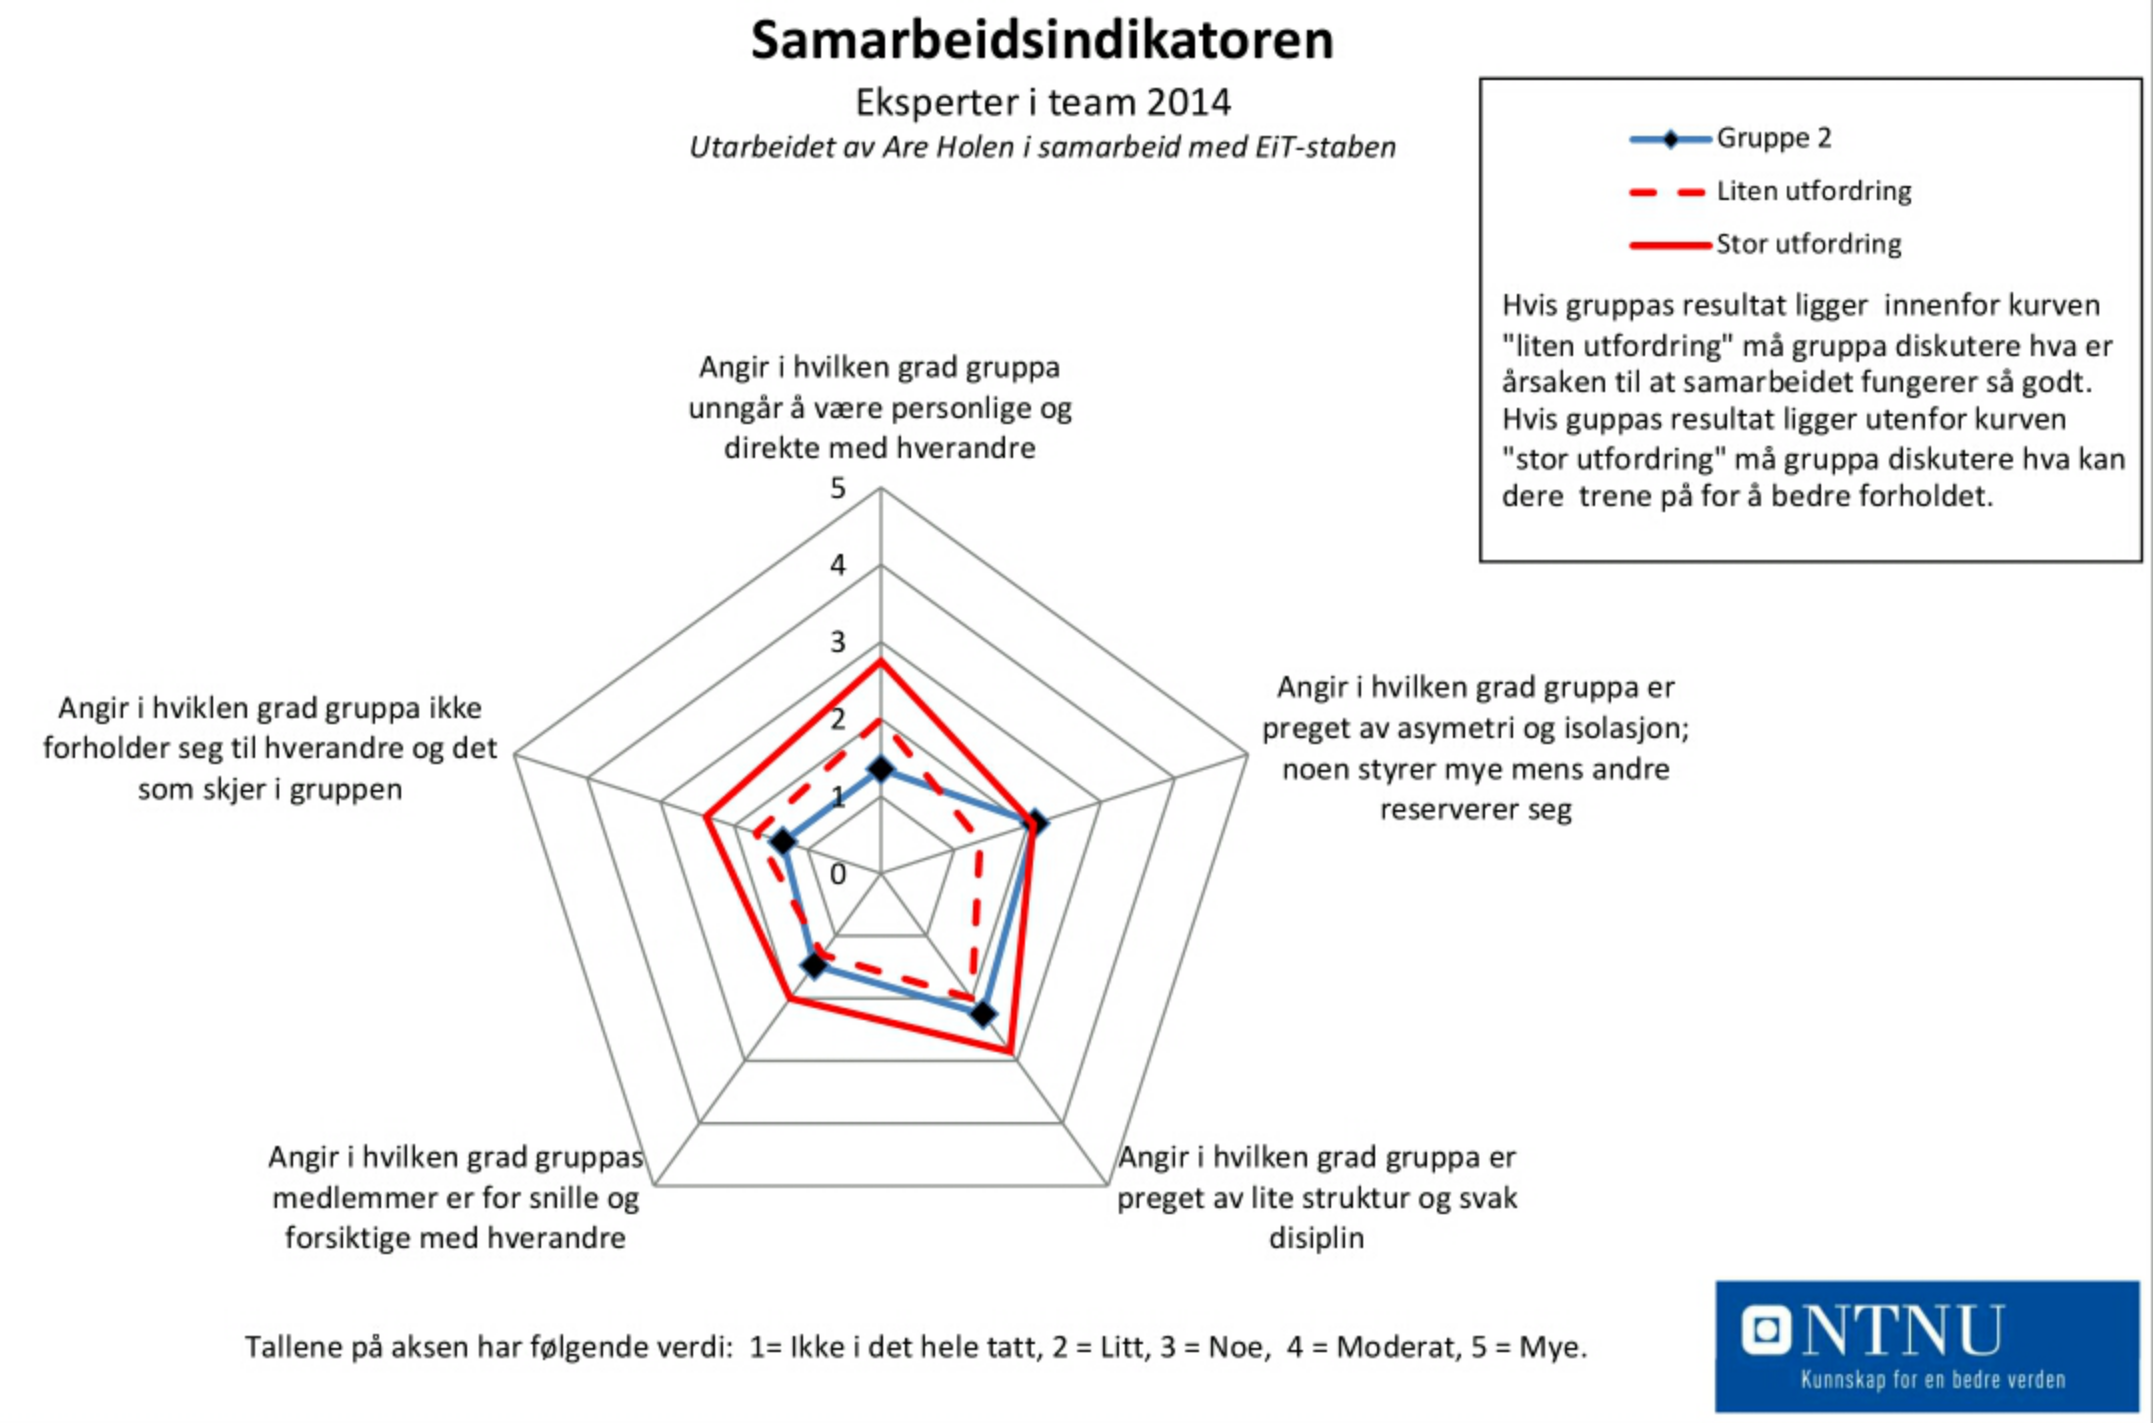 Samarbeidsindikatoren
Eksperter i team 2014
Utarbeidet av Are Holen i samarbeid med EiT-staben
Gruppe 2
Liten utfordring
Stor utfordring
Hvis gruppas resultat ligger innenfor kurven
"liten utfordring" må gruppa diskutere hva er
årsaken til at samarbeidet fungerer så godt.
Hvis guppas resultat ligger utenfor kurven
"stor utfordring" må gruppa diskutere hva kan
dere trene på for å bedre forholdet.
Angir i hvilken grad gruppa
unngår å være personlige og
direkte med hverandre
5
4
3
2
1
0
Angir i hvilken grad gruppa er
preget av asymetri og isolasjon;
noen styrer mye mens andre
reserverer seg
Angir i hviklen grad gruppa ikke
forholder seg til hverandre og det
som skjer i gruppen
Angir i hvilken grad gruppas
medlemmer er for snille og
forsiktige med hverandre
Angir i hvilken grad gruppa er
preget av lite struktur og svak
disiplin
Tallene på aksen har følgende verdi: 1= Ikke i det hele tatt, 2 = Litt, 3 = Noe, 4 = Moderat, 5 = Mye.
NTNU
Kunnskap for en bedre verden